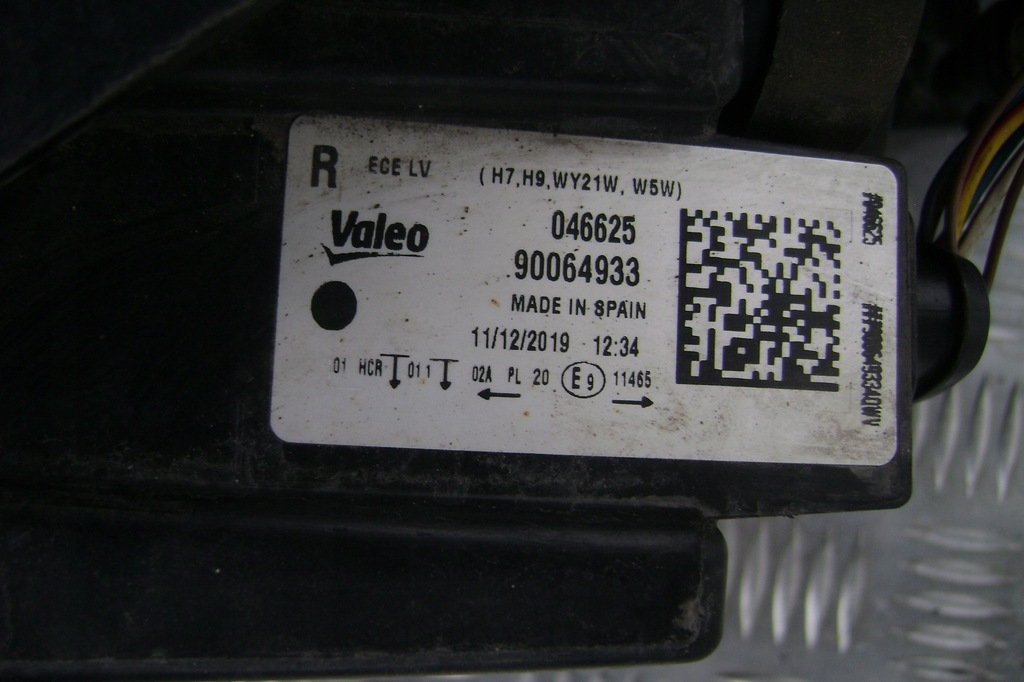 R ECE LV (H7,H9,WY21W, W5W)
Valeo 046625
90064933
MADE IN SPAIN
11/12/2019 12:34
01 HCR 01 1 02A PL 20 E9 11465